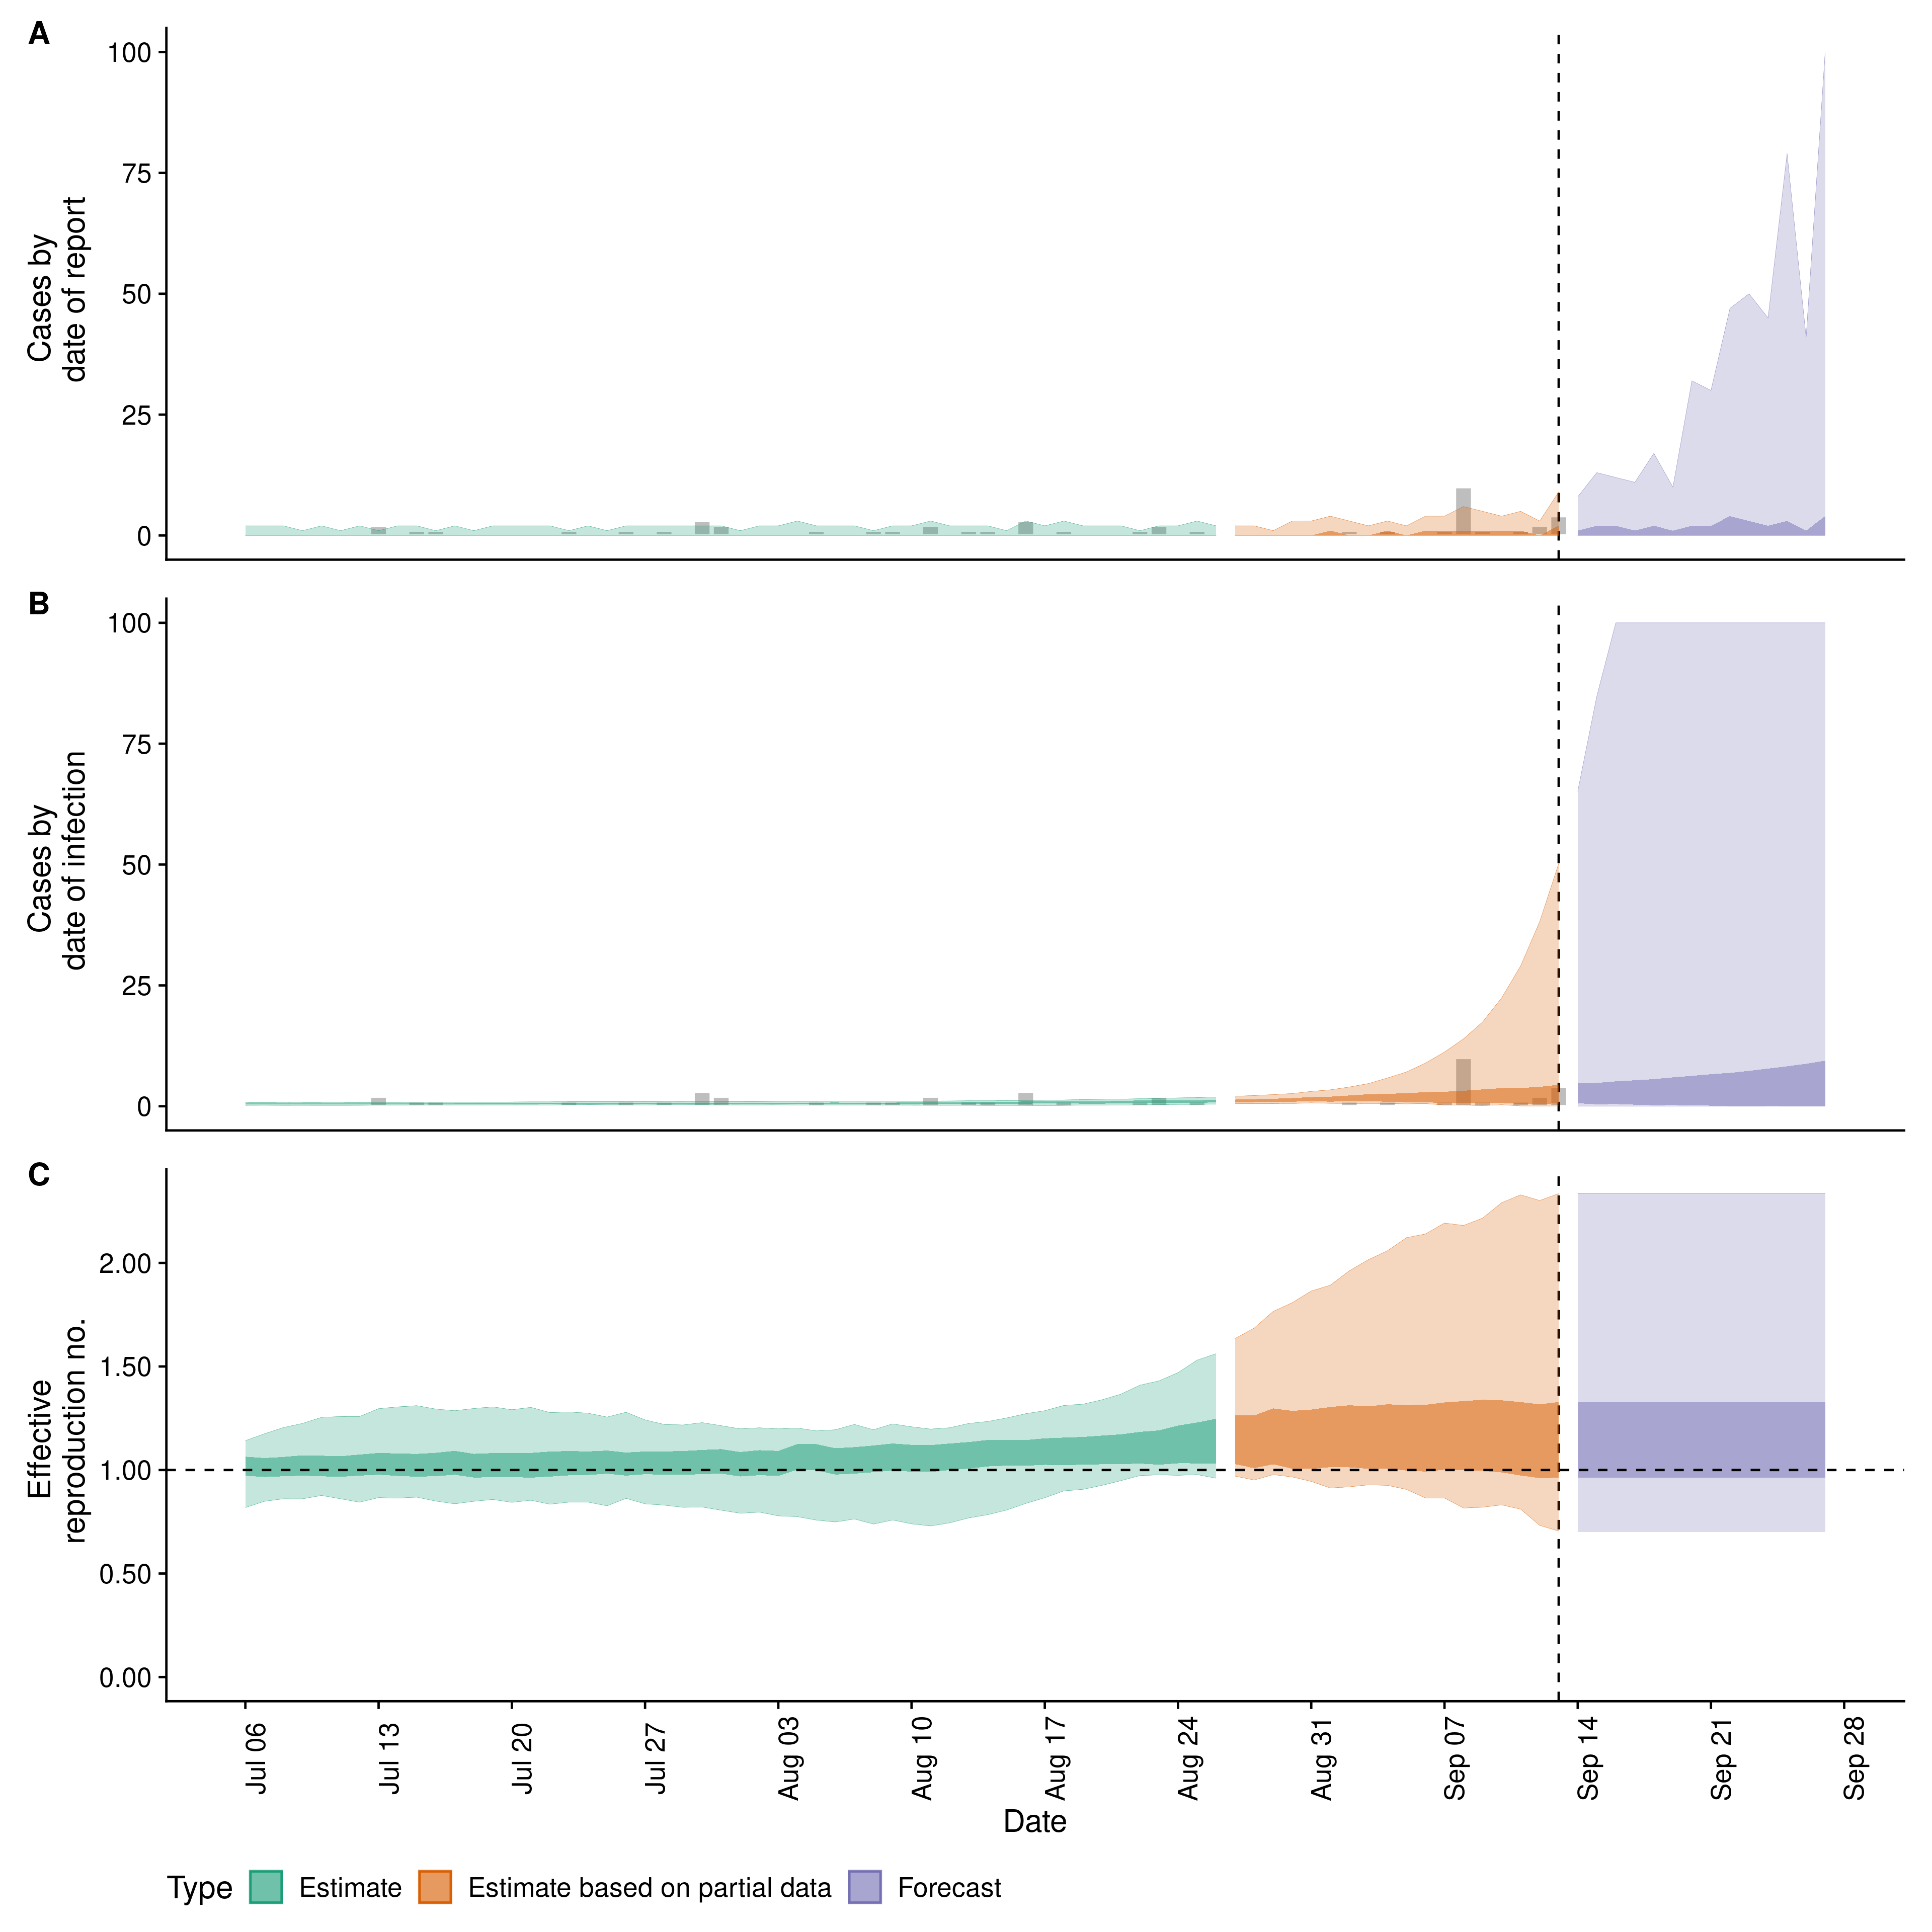 A
100
75
50
25
0
Cases by
date of report
B
100
75
50
25
0
Cases by
date of infection
C
2.00
1.50
1.00
0.50
0.00
Effective
reproduction no.
Jul 06
Jul 13
Jul 20
Jul 27
Aug 03
Aug 10
Aug 17
Aug 24
Aug 31
Sep 07
Sep 14
Sep 21
Sep 28
Date
Type Estimate Estimate based on partial data Forecast